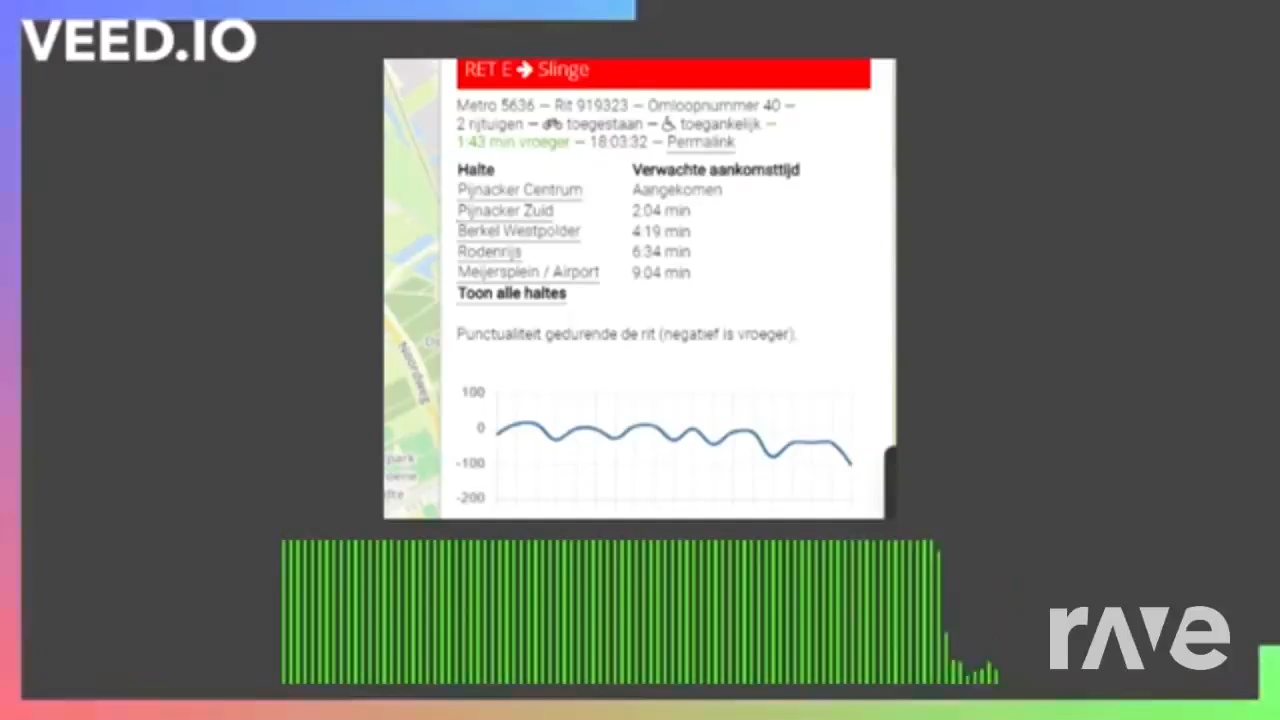 VEED.IO
RET E → Slinge
Metro 5636 – Rit 919323 – Omloopnummer 40 –
2 rijtuigen – toegestaan – toegankelijk –
1:43 min vroeger – 18:03:32 – Permalink
Halte Verwachte aankomsttijd
Pijnacker Centrum Aangekomen
Pijnacker Zuid 2:04 min
Berkel Westpolder 4:19 min
Rodenrijs 6:34 min
Meijersplein / Airport 9:04 min
Toon alle haltes
Punctualiteit gedurende de rit (negatief is vroeger).
Noordweg
100
0
-100
-200
park
rave